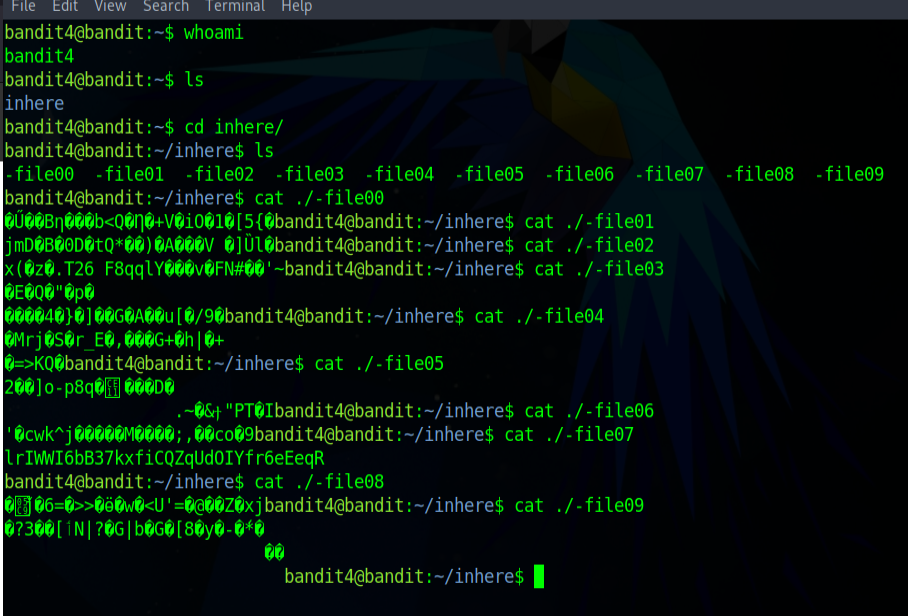 File Edit View Search Terminal Help
bandit4@bandit:~$ whoami
bandit4
bandit4@bandit:~$ ls
inhere
bandit4@bandit:~$ cd inhere/
bandit4@bandit:~/inhere$ ls
-file00 -file01 -file02 -file03 -file04 -file05 -file06 -file07 -file08 -file09
bandit4@bandit:~/inhere$ cat ./-file00
�Ű��Bη���b<Q�Ƞ�+V�iO�1�[5{�bandit4@bandit:~/inhere$ cat ./-file01
jmD�B�0D�tQ*��)�A���V �]Ùl�bandit4@bandit:~/inhere$ cat ./-file02
x(�z�.T26 F8qqlY���v�FN#��'~bandit4@bandit:~/inhere$ cat ./-file03
�E�Q�"�p�
����4�}�]��G�A��u[�/9�bandit4@bandit:~/inhere$ cat ./-file04
�Mrj�S�r_E�,���G+�h|�+
�=>KQ�bandit4@bandit:~/inhere$ cat ./-file05
2��]o-p8q����D�
.~�&"PT�Ibandit4@bandit:~/inhere$ cat ./-file06
'�cwk^j�����M����;,��co�9bandit4@bandit:~/inhere$ cat ./-file07
lrIWWI6bB37kxfiCQZqUdOIYfr6eEeqR
bandit4@bandit:~/inhere$ cat ./-file08
��6=�>>�ӫ�w�<U'=�@��Z�xjbandit4@bandit:~/inhere$ cat ./-file09
�?3��[N|?�G|b�G�[8�y�-�*�
��
bandit4@bandit:~/inhere$